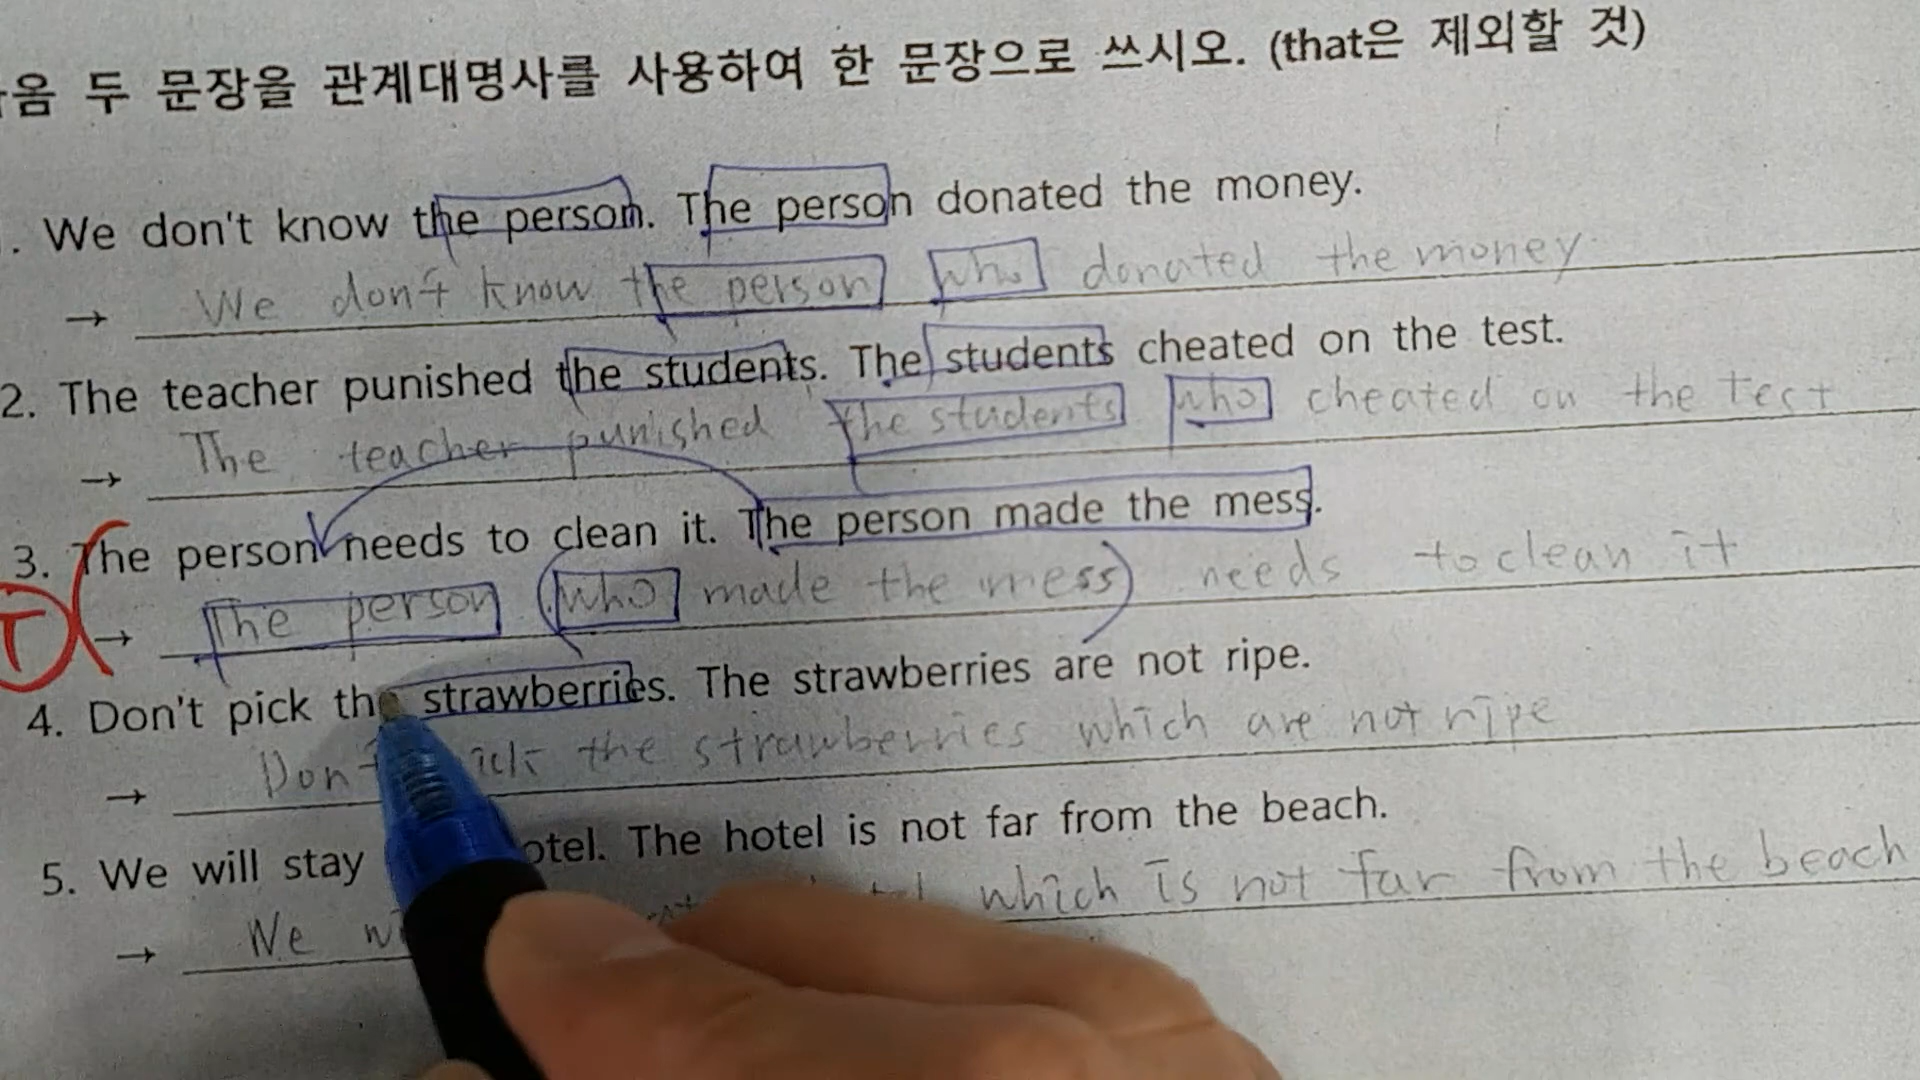 음 두 문장을 관계대명사를 사용하여 한 문장으로 쓰시오. (that은 제외할 것)
. We don't know the person. The person donated the money.
→ We don't know the person who donated the money
2. The teacher punished the students. The students cheated on the test.
→ The teacher punished the students who cheated on the test
3. The person needs to clean it. The person made the mess.
T → The person (who made the mess) needs to clean it
4. Don't pick the strawberries. The strawberries are not ripe.
→ the strawberries which are not ripe
5. We will stay The hotel is not far from the beach.
→ We which is not far from the beach